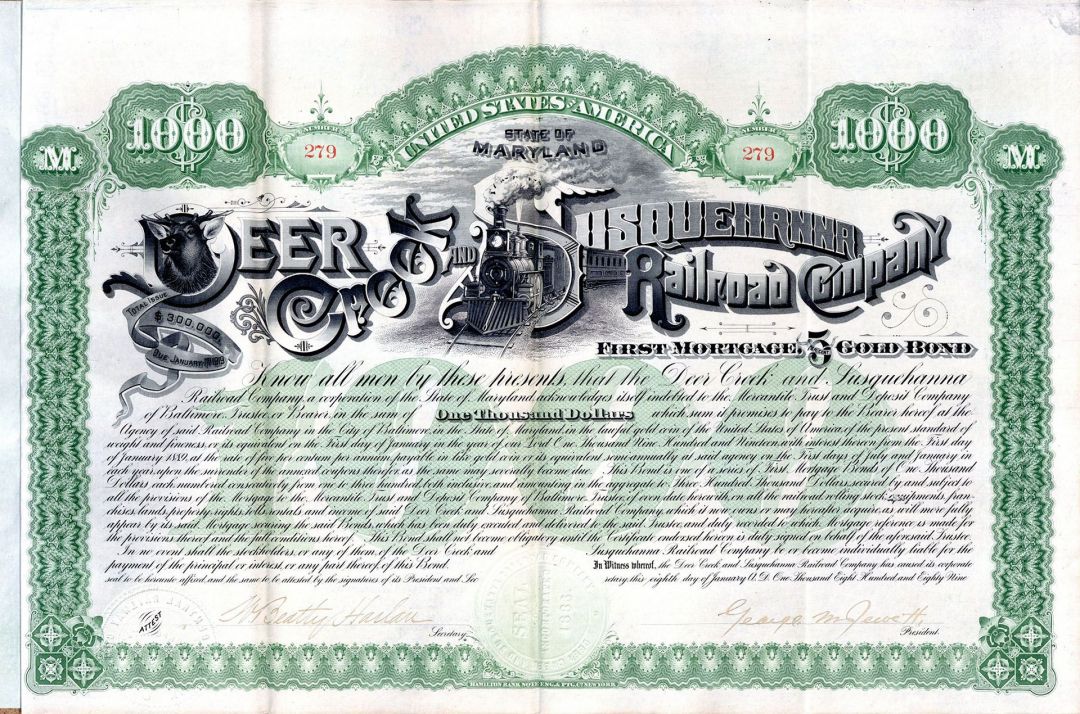 UNITED STATES OF AMERICA
STATE OF
MARYLAND
1000
1000
M
M
NUMBER
279
NUMBER
279
DEER
CREEK
AND
SUSQUEHANNA
Railroad Company
TOTAL ISSUE
$300,000.
DUE JANUARY, 1919
FIRST MORTGAGE, 5 PER CENT GOLD BOND
Know all men by these presents, that the Deer Creek and Susquehanna
Railroad Company, a corporation of the State of Maryland, acknowledges itself indebted to the Mercantile Trust and Deposit Company
of Baltimore, Trustee, or Bearer, in the sum of One Thousand Dollars which sum it promises to pay to the Bearer hereof at the
Agency of said Railroad Company in the City of Baltimore, in the State of Maryland, in the lawful gold coin of the United States of America, of the present standard of
weight and fineness, or its equivalent on the First day of January in the year of our Lord One Thousand Nine Hundred and Nineteen, with interest thereon from the First day
of January 1889, at the rate of five per centum per annum, payable in like gold coin or its equivalent semi-annually at said agency on the First days of July and January in
each year upon the surrender of the annexed coupons therefor, as the same may severally become due. This Bond is one of a series of First Mortgage Bonds of One Thousand
Dollars each, numbered consecutively from one to three hundred both inclusive and amounting in the aggregate to Three Hundred Thousand Dollars, secured by and subject to
all the provisions of the Mortgage to the Mercantile Trust and Deposit Company of Baltimore, Trustee, of even date herewith, on all the railroad, rolling stock, equipments, fran-
chises, lands, property, rights, tolls, rentals and income of said Deer Creek and Susquehanna Railroad Company, which it now owns or may hereafter acquire, as will more fully
appear by its said Mortgage securing the said Bonds, which has been duly executed and delivered to the said Trustee, and duly recorded, to which Mortgage reference is made for
the provisions thereof and the full conditions hereof. This Bond shall not become obligatory until the Certificate endorsed hereon is duly signed on behalf of the aforesaid Trustee.
In no event shall the stockholders, or any of them, of the Deer Creek and Susquehanna Railroad Company, be or become individually liable for the
payment of the principal or interest, or any part thereof, of this Bond. In Witness whereof, the Deer Creek and Susquehanna Railroad Company has caused its corporate
seal to be hereunto affixed, and the same to be attested by the signatures of its President and Sec retary, this eighth day of January A.D. One Thousand Eight Hundred and Eighty Nine
ATTEST
W Beatty Harlan
Secretary.
SEAL
1885
George M Jewett
President.
HAMILTON BANK NOTE ENG. & PTG. CO. NEW YORK.
5
5